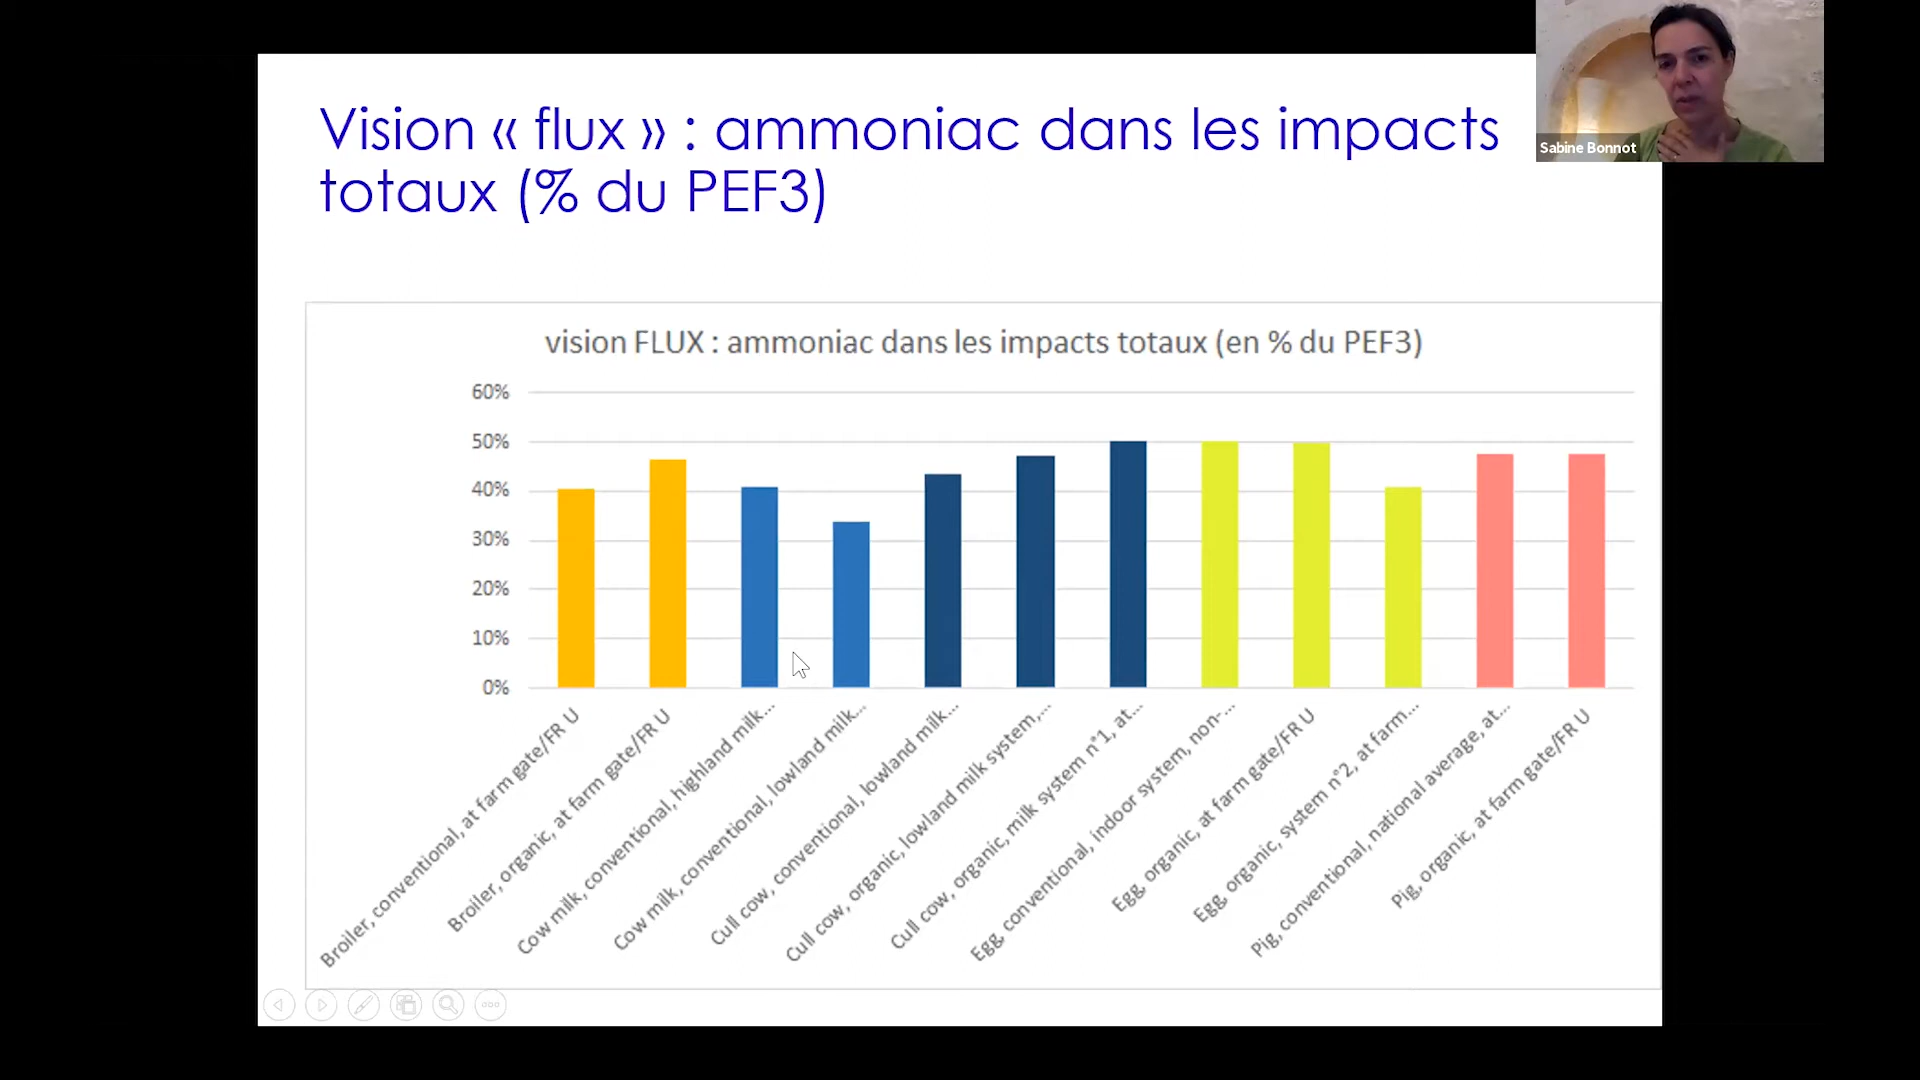 Vision « flux » : ammoniac dans les impacts
totaux (% du PEF3)
Sabine Bonnot
vision FLUX : ammoniac dans les impacts totaux (en % du PEF3)
60%
50%
40%
30%
20%
10%
0%
Broiler, conventional, at farm gate/FR U
Broiler, organic, at farm gate/FR U
Cow milk, conventional, highland milk...
Cow milk, conventional, lowland milk...
Cull cow, conventional, lowland milk...
Cull cow, organic, lowland milk system,...
Cull cow, organic, milk system n°1, at...
Egg, conventional, indoor system, non-...
Egg, organic, at farm gate/FR U
Egg, organic, system n°2, at farm...
Pig, conventional, national average, at...
Pig, organic, at farm gate/FR U